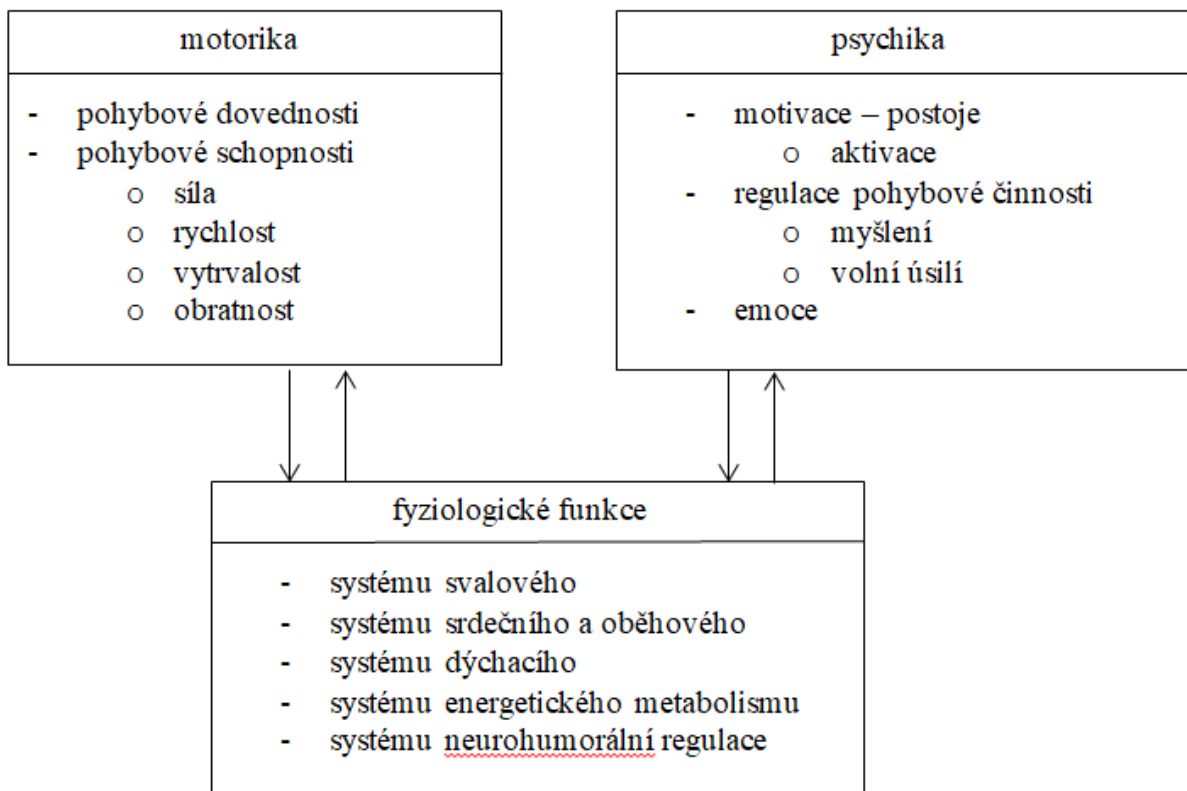 motorika
- pohybové dovednosti
- pohybové schopnosti
o síla
o rychlost
o vytrvalost
o obratnost
psychika
- motivace – postoje
o aktivace
- regulace pohybové činnosti
o myšlení
o volní úsilí
- emoce
fyziologické funkce
- systému svalového
- systému srdečního a oběhového
- systému dýchacího
- systému energetického metabolismu
- systému neurohumorální regulace